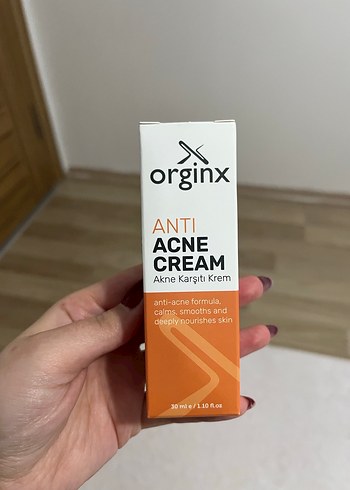 orginx
ANTI
ACNE
CREAM
Akne Karşıtı Krem
anti-acne formula,
calms, smooths and
deeply nourishes skin
30 ml e / 1.10 fl.oz